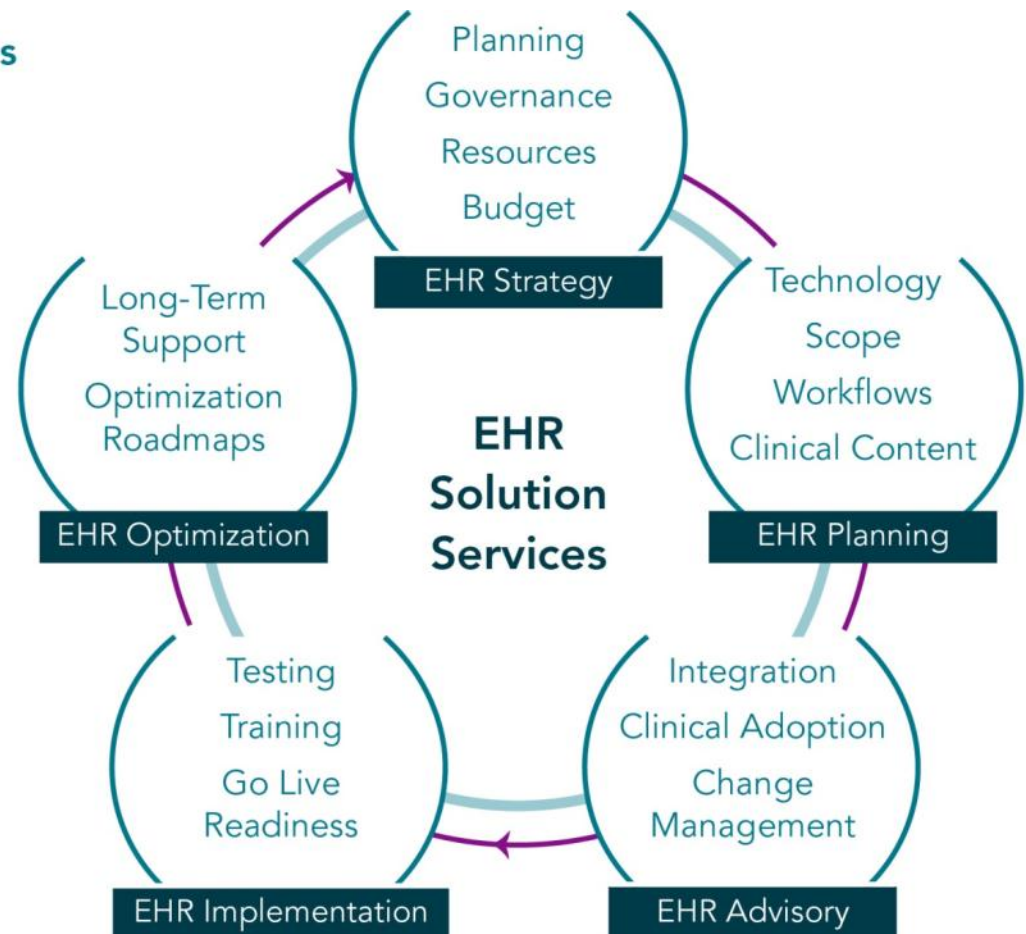 s
Planning
Governance
Resources
Budget
EHR Strategy
Technology
Scope
Workflows
Clinical Content
EHR Planning
Integration
Clinical Adoption
Change
Management
EHR Advisory
Testing
Training
Go Live
Readiness
EHR Implementation
Long-Term
Support
Optimization
Roadmaps
EHR Optimization
EHR
Solution
Services